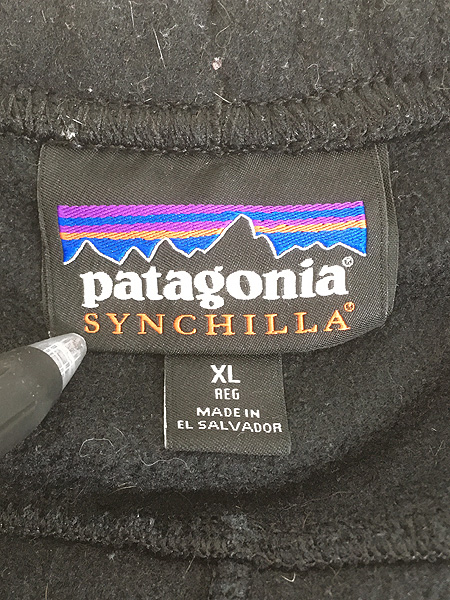 patagonia®
SYNCHILLA®
XL
REG
MADE IN
EL SALVADOR